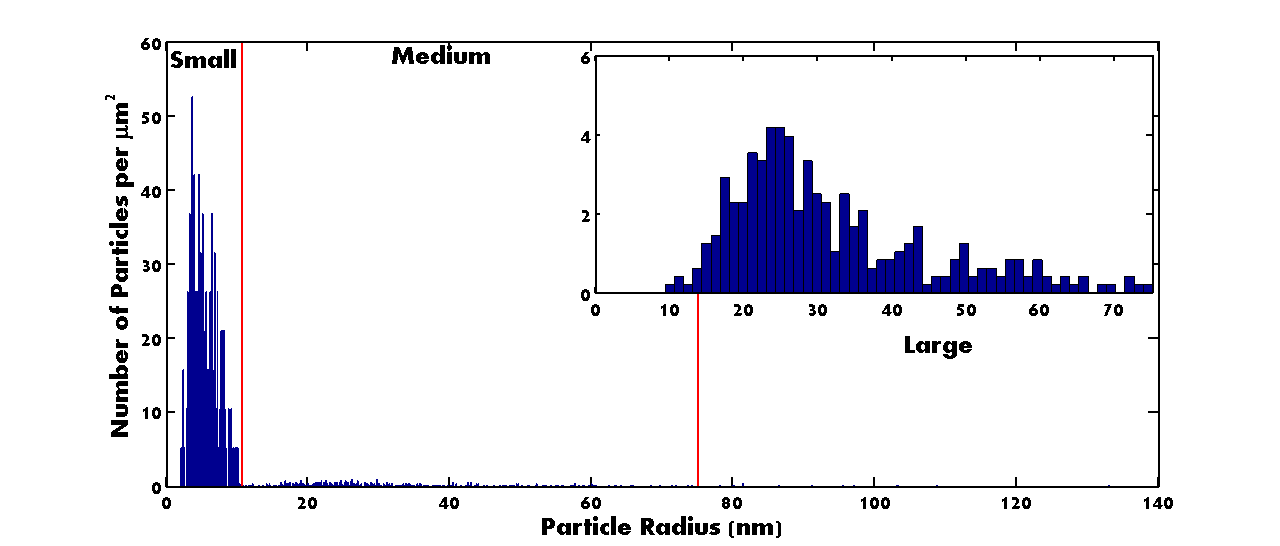 60
Small
Medium
50
40
30
20
10
0
Number of Particles per μm²
0 20 40 60 80 100 120 140
Particle Radius (nm)
6
4
2
0
0 10 20 30 40 50 60 70
Large